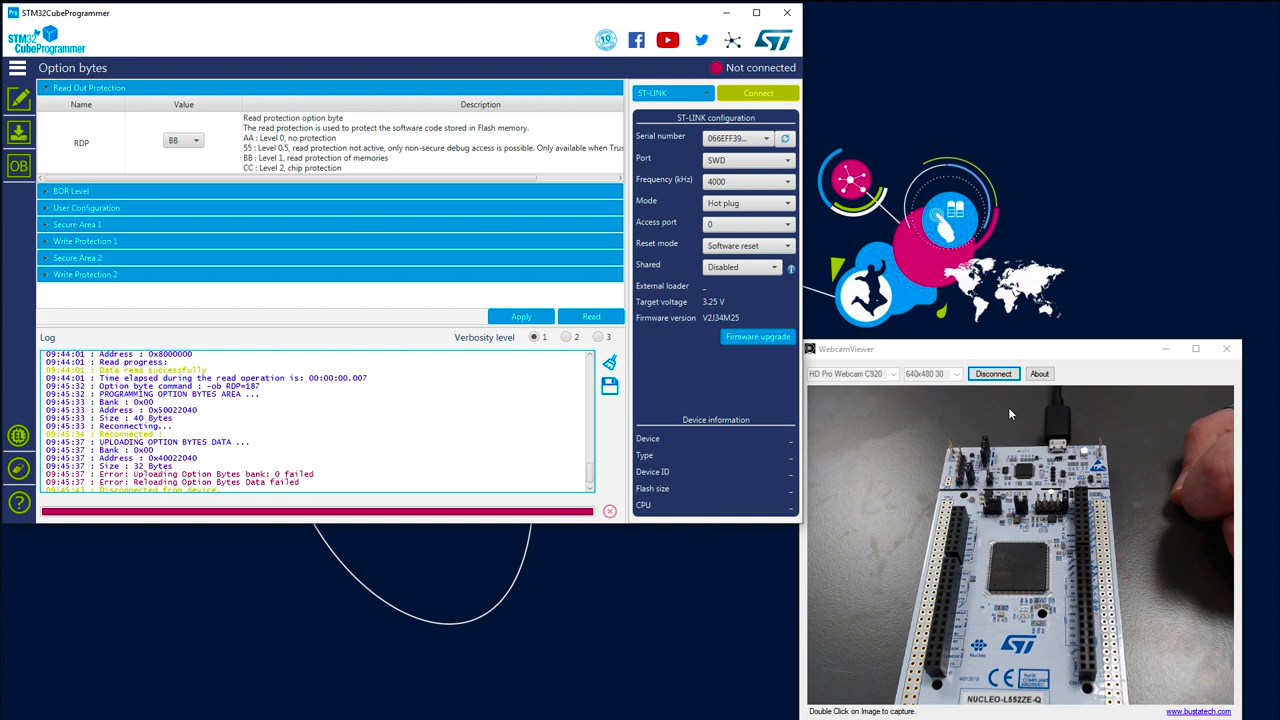 Pro STM32CubeProgrammer
STM32
CubeProgrammer
10
Option bytes
Not connected
Read Out Protection
Name Value Description
RDP
BB
Read protection option byte
The read protection is used to protect the software code stored in Flash memory.
AA : Level 0, no protection
55 : Level 0.5, read protection not active, only non-secure debug access is possible. Only available when Trus
BB : Level 1, read protection of memories
CC : Level 2, chip protection
BOR Level
User Configuration
Secure Area 1
Write Protection 1
Secure Area 2
Write Protection 2
Apply Read
OB
Log
Verbosity level 1 2 3
09:44:01 : Address : 0x8000000
09:44:01 : Read progress:
09:44:01 : Data read successfully
09:44:01 : Time elapsed during the read operation is: 00:00:00.007
09:45:32 : Option byte command : -ob RDP=187
09:45:32 : PROGRAMMING OPTION BYTES AREA ...
09:45:33 : Bank : 0x00
09:45:33 : Address : 0x50022040
09:45:33 : Size : 40 Bytes
09:45:33 : Reconnecting...
09:45:34 : Reconnected !
09:45:37 : UPLOADING OPTION BYTES DATA ...
09:45:37 : Bank : 0x00
09:45:37 : Address : 0x40022040
09:45:37 : Size : 32 Bytes
09:45:37 : Error: Uploading Option Bytes bank: 0 failed
09:45:37 : Error: Reloading Option Bytes Data failed
09:45:43 : Disconnected from device.
ST-LINK Connect
ST-LINK configuration
Serial number 066EFF39...
Port SWD
Frequency (kHz) 4000
Mode Hot plug
Access port 0
Reset mode Software reset
Shared Disabled
External loader _
Target voltage 3.25 V
Firmware version V2J34M25
Firmware upgrade
Device information
Device _
Type _
Device ID _
Flash size _
CPU _
WebcamViewer
HD Pro Webcam C920 640x480 30 Disconnect About
Nucleo
ST
CE
NUCLEO-L552ZE-Q
Double Click on Image to capture.
www.bustatech.com